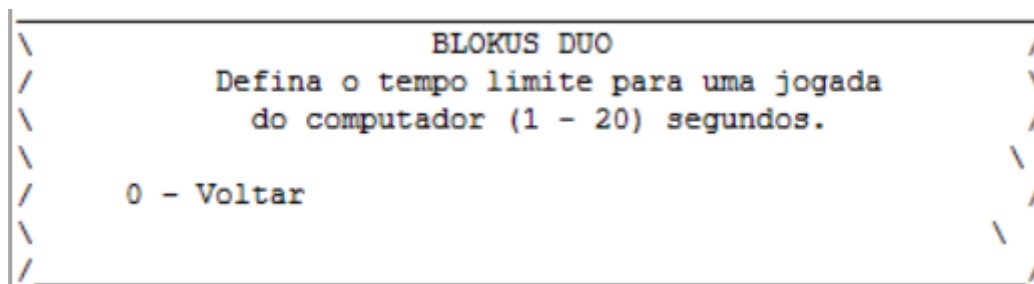 \ BLOKUS DUO /
/ Defina o tempo limite para uma jogada \
\ do computador (1 - 20) segundos. /
\ \
/ 0 - Voltar /
\ \
/ /